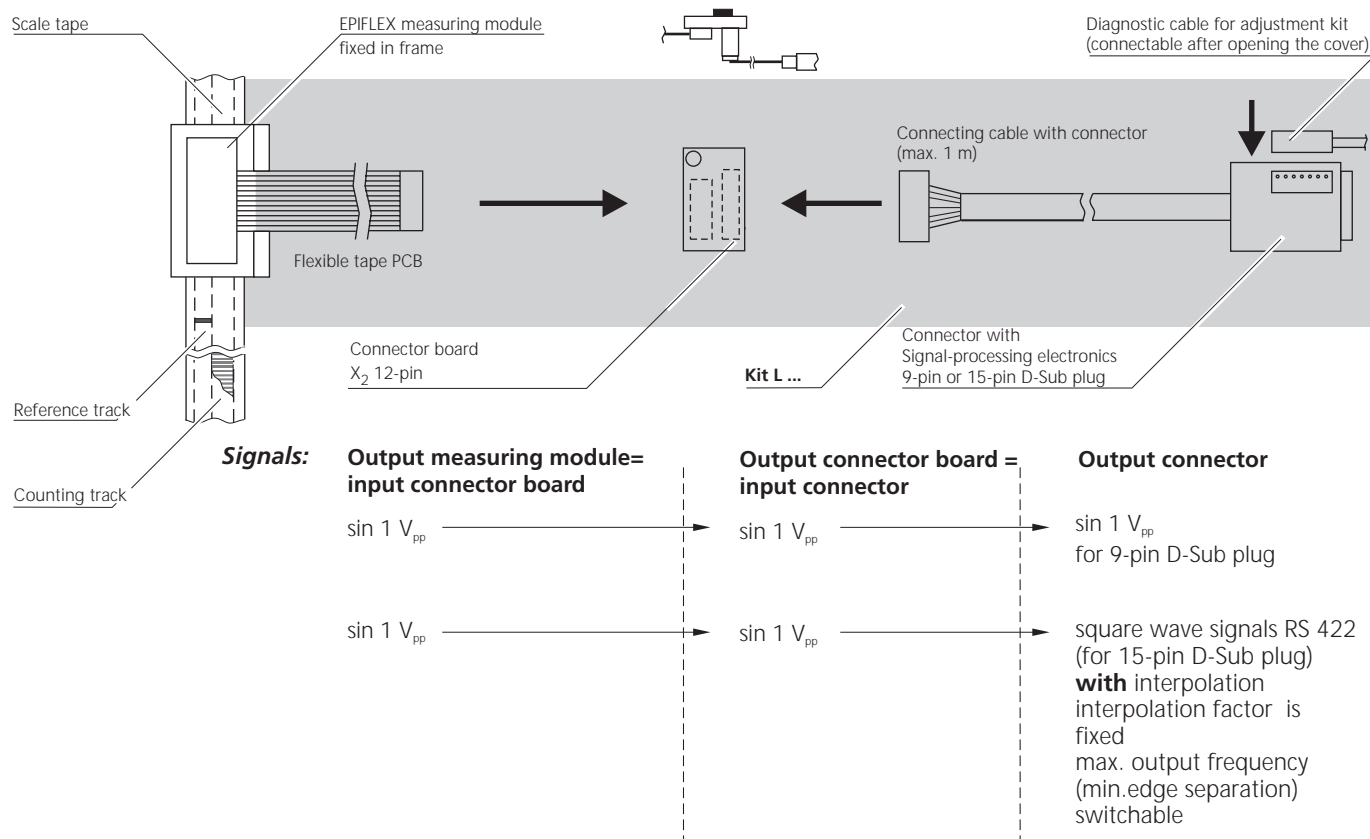 Scale tape
EPIFLEX measuring module
fixed in frame
Diagnostic cable for adjustment kit
(connectable after opening the cover)
Connecting cable with connector
(max. 1 m)
Flexible tape PCB
Connector board
X2 12-pin
Kit L ...
Connector with
Signal-processing electronics
9-pin or 15-pin D-Sub plug
Reference track
Counting track
Signals:
Output measuring module=
input connector board
Output connector board =
input connector
Output connector
sin 1 Vpp
sin 1 Vpp
sin 1 Vpp
for 9-pin D-Sub plug
sin 1 Vpp
sin 1 Vpp
square wave signals RS 422
(for 15-pin D-Sub plug)
with interpolation
interpolation factor is
fixed
max. output frequency
(min.edge separation)
switchable